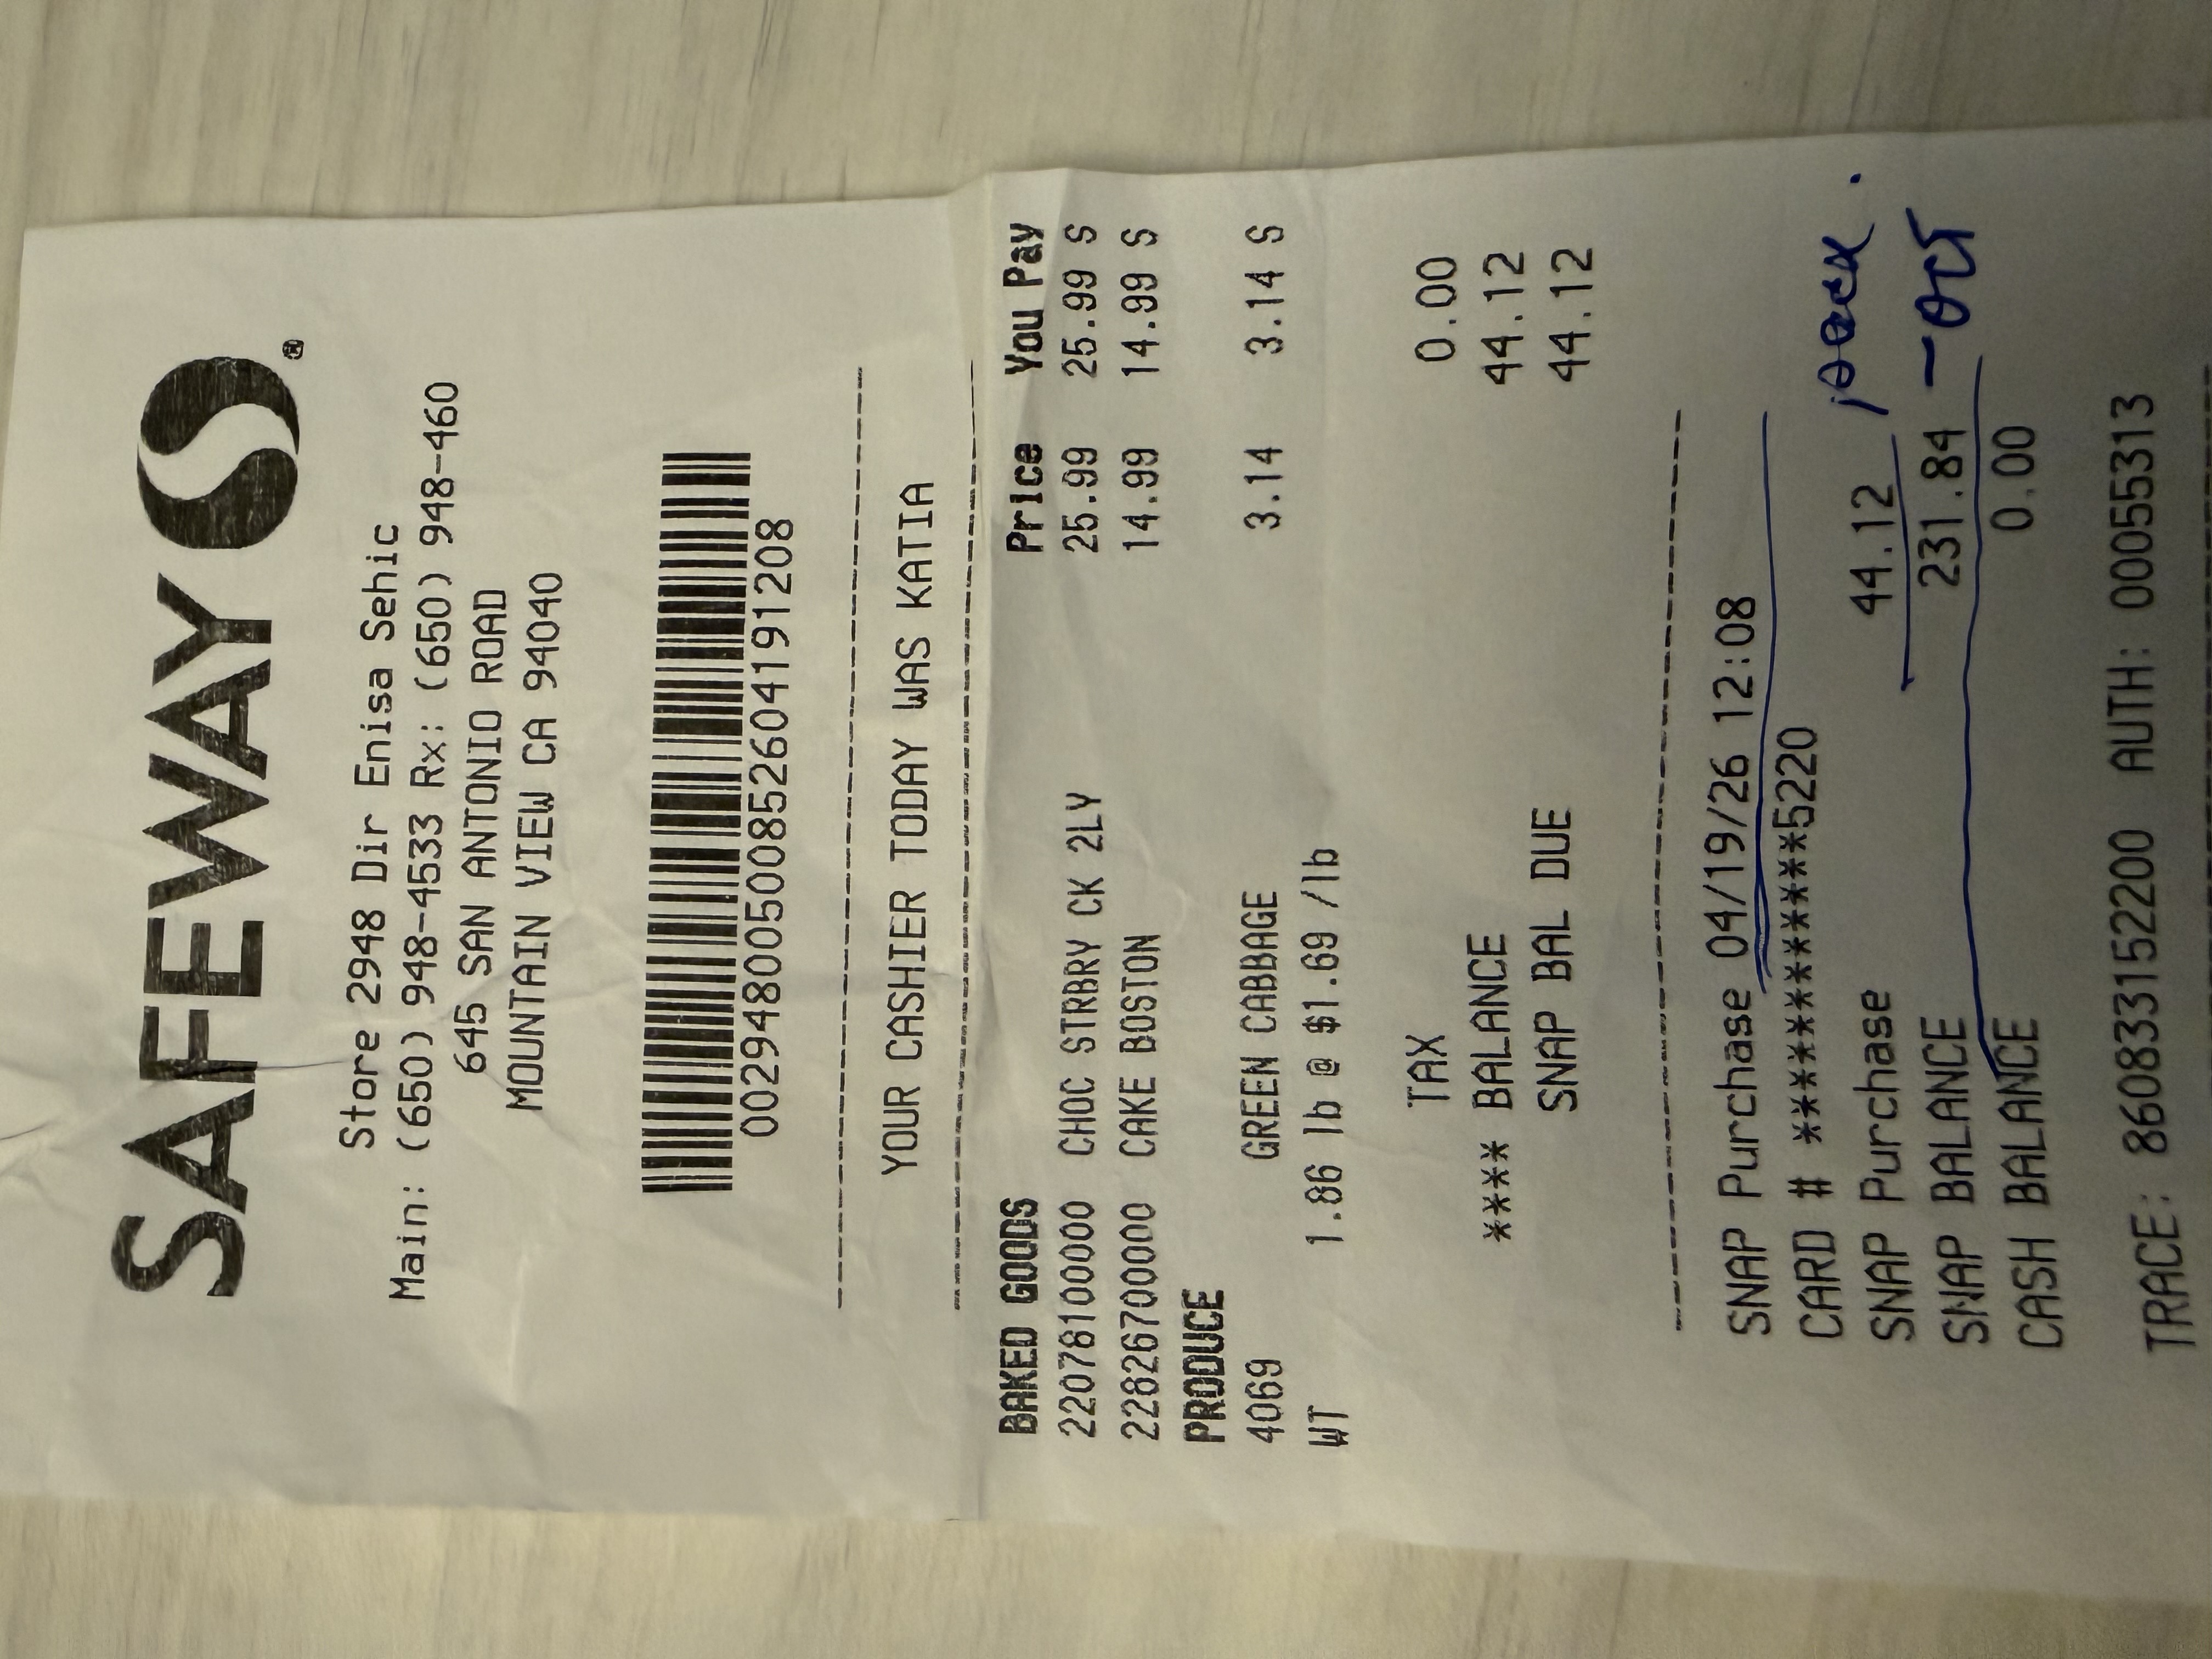 SAFEWAY
Store 2948 Dir Enisa Sehic
Main: (650) 948-4533 Rx: (650) 948-460
645 SAN ANTONIO ROAD
MOUNTAIN VIEW CA 94040
00294800500852604191208
YOUR CASHIER TODAY WAS KATIA
BAKED GOODS Price You Pay
22078100000 CHOC STRBRY CK 2LY 25.99 25.99 S
22826700000 CAKE BOSTON 14.99 14.99 S
PRODUCE
4069 GREEN CABBAGE 3.14 3.14 S
WT 1.86 lb @ $1.69 /lb
TAX 0.00
**** BALANCE 44.12
SNAP BAL DUE 44.12
SNAP Purchase 04/19/26 12:08
CARD # ************5220
расх.
SNAP Purchase 44.12
SNAP BALANCE 231.84 - ост
CASH BALANCE 0.00
TRACE: 860833152200 AUTH: 00055313